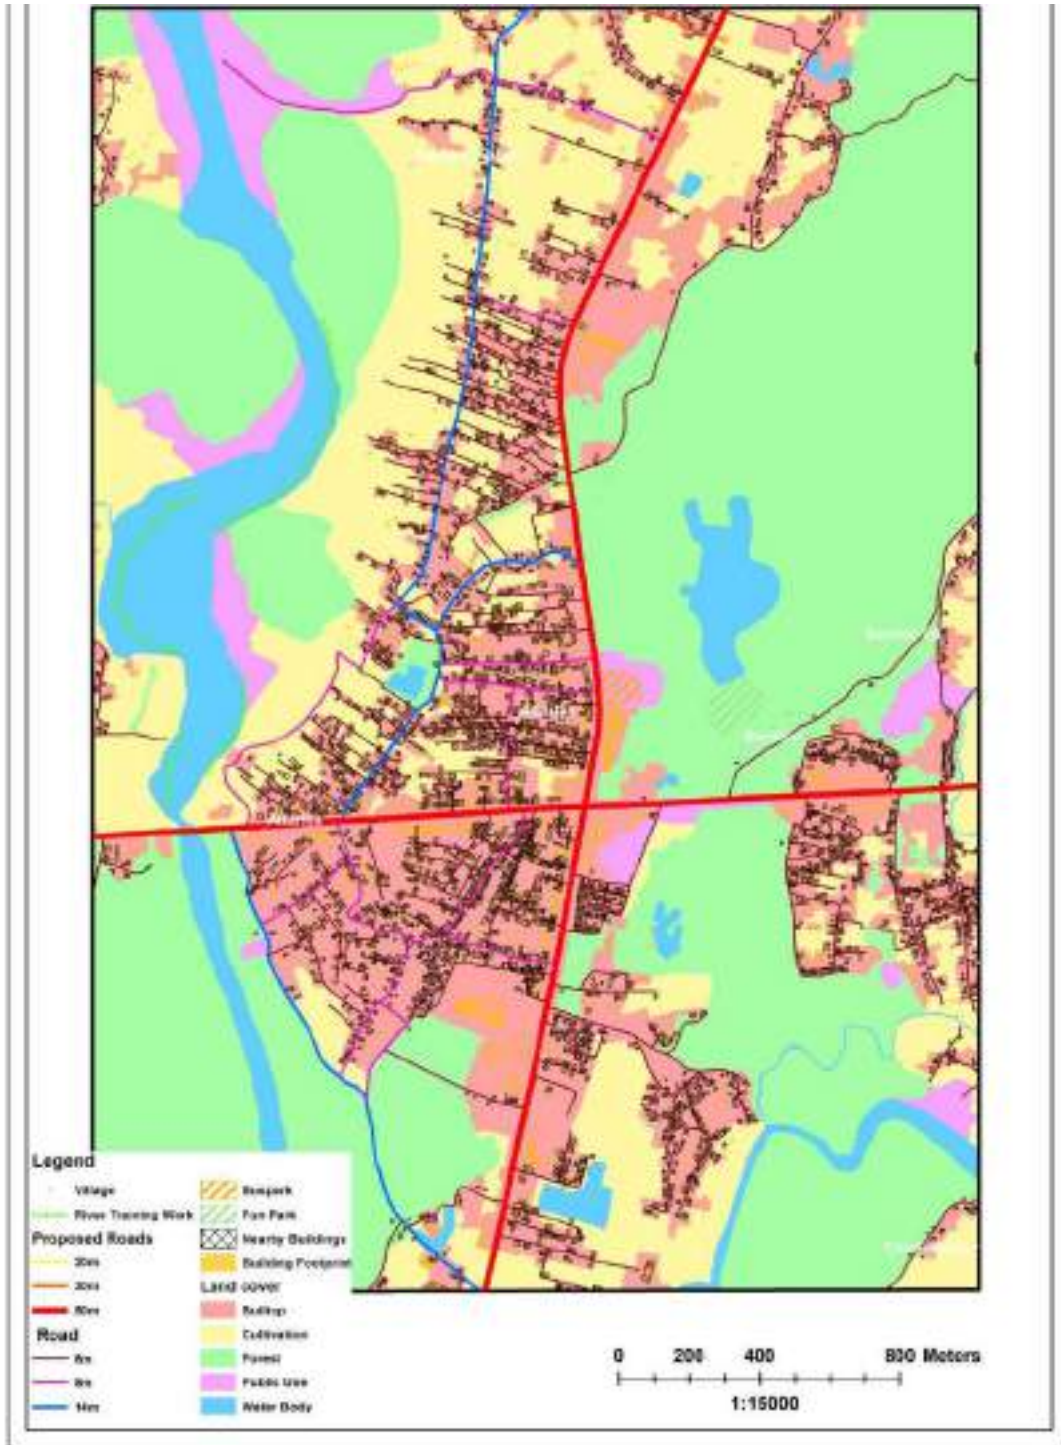 Legend
Village
River Training Work
Proposed Roads
20m
30m
50m
Road
6m
8m
14m
Buspark
Fun Park
Nearby Buildings
Building Footprint
Land cover
Builtup
Cultivation
Forest
Public Use
Water Body
0 200 400 800 Meters
1:15000